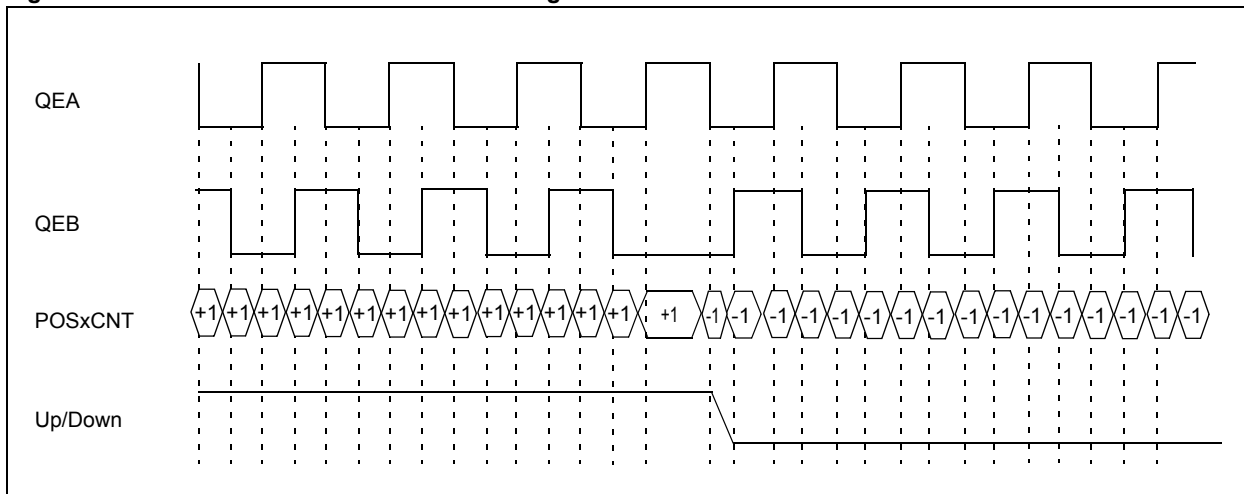 QEA
QEB
POSxCNT +1 +1 +1 +1 +1 +1 +1 +1 +1 +1 +1 +1 +1 +1 +1 -1 -1 -1 -1 -1 -1 -1 -1 -1 -1 -1 -1 -1 -1 -1 -1
Up/Down